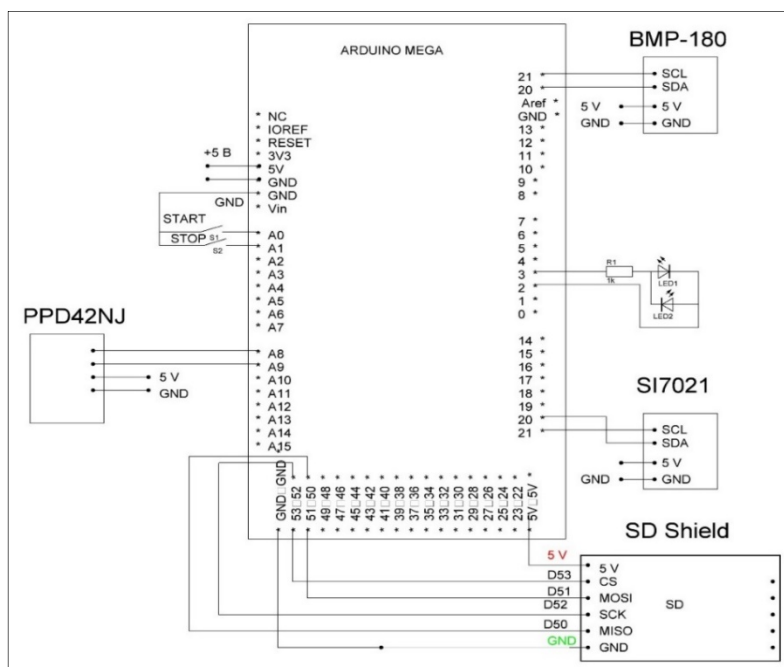 ARDUINO MEGA
* NC
* IOREF
* RESET
* 3V3
* 5V
* GND
* GND
* Vin
+5 В
GND
START
STOP
S1
S2
* A0
* A1
* A2
* A3
* A4
* A5
* A6
* A7
PPD42NJ
5 V
GND
* A8
* A9
* A10
* A11
* A12
* A13
* A14
* A15
21 *
20 *
Aref *
GND *
13 *
12 *
11 *
10 *
9 *
8 *
7 *
6 *
5 *
4 *
3 *
2 *
1 *
0 *
14 *
15 *
16 *
17 *
18 *
19 *
20 *
21 *
BMP-180
SCL
SDA
5 V
5 V
GND
GND
R1
1k
LED1
LED2
SI7021
SCL
SDA
5 V
GND
GND
GND□GND
53□52
51□50
49□48
47□46
45□44
43□42
41□40
39□38
37□36
35□34
33□32
31□30
29□28
27□26
25□24
23□22
5V□5V
SD Shield
5 V
5 V
D53
CS
D51
MOSI
SD
D52
SCK
D50
MISO
GND
GND